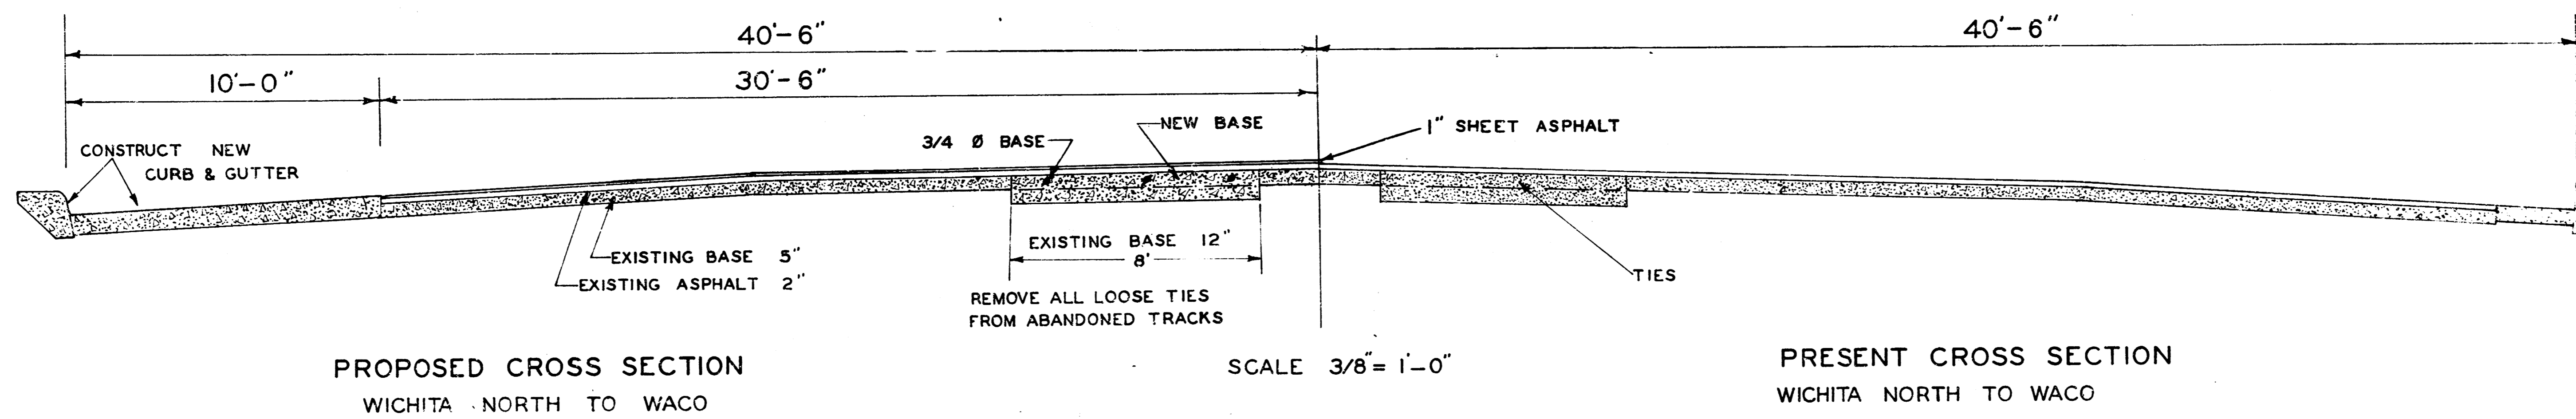 40'-6"
40'-6"
10'-0"
30'-6"
CONSTRUCT NEW
CURB & GUTTER
3/4 Ø BASE
NEW BASE
1" SHEET ASPHALT
EXISTING BASE 5"
EXISTING ASPHALT 2"
EXISTING BASE 12"
8'
REMOVE ALL LOOSE TIES
FROM ABANDONED TRACKS
TIES
PROPOSED CROSS SECTION
WICHITA NORTH TO WACO
SCALE 3/8"= 1'-0"
PRESENT CROSS SECTION
WICHITA NORTH TO WACO